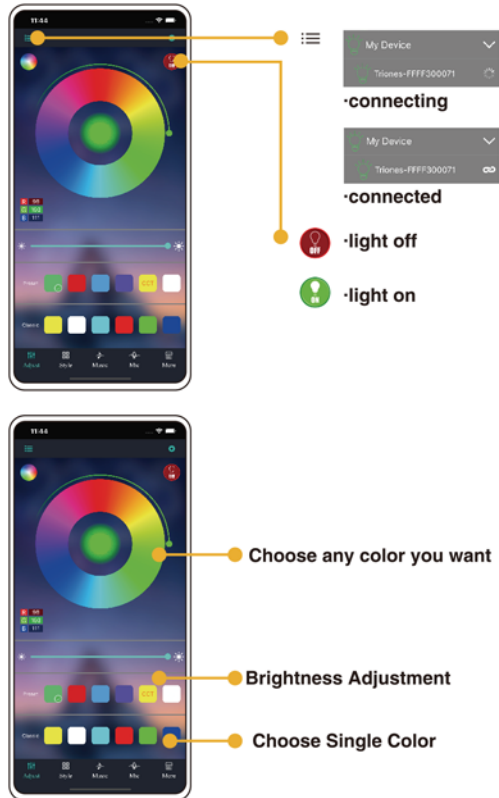 11:44
OFF
My Device
Triones-FFFF300071
·connecting
My Device
Triones-FFFF300071
·connected
OFF
·light off
ON
·light on
Preset
CCT
Classic
Adjust
Style
Music
Mic
More
11:44
Choose any color you want
Brightness Adjustment
Preset
CCT
Choose Single Color
Classic
Adjust
Style
Music
Mic
More